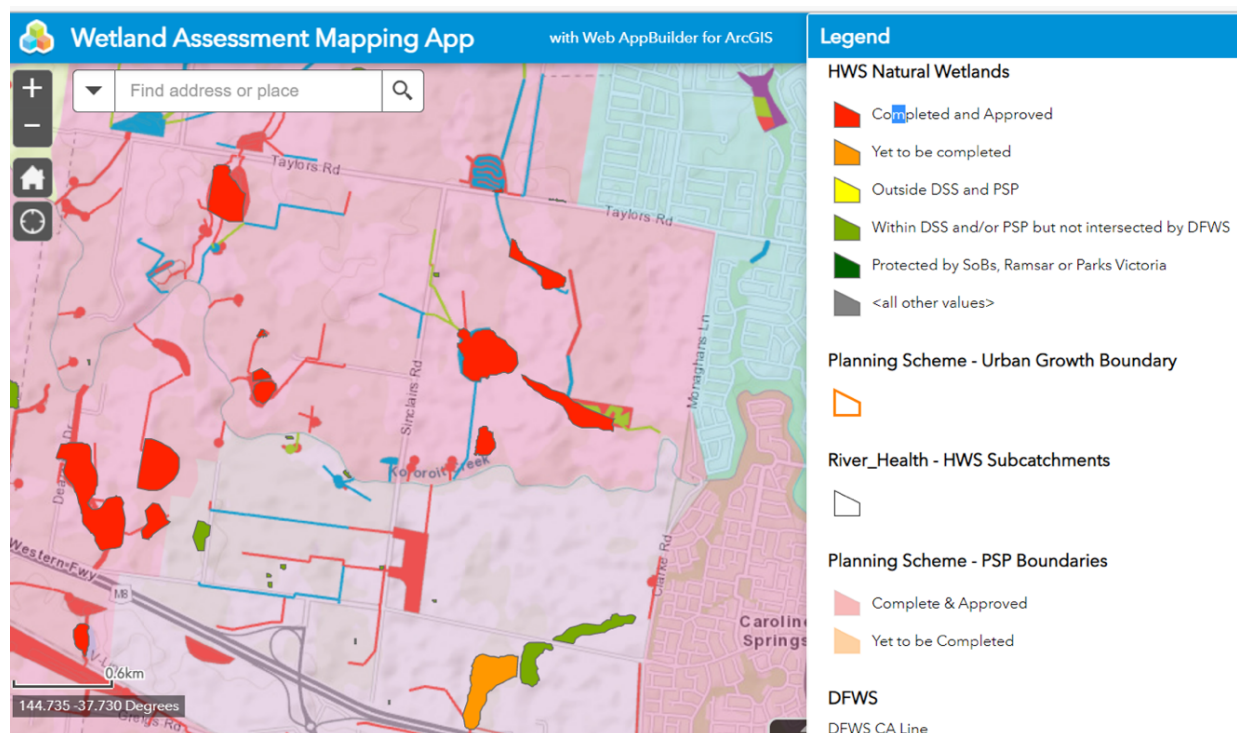 Wetland Assessment Mapping App
with Web AppBuilder for ArcGIS
Legend
Find address or place
HWS Natural Wetlands
Completed and Approved
Yet to be completed
Outside DSS and PSP
Within DSS and/or PSP but not intersected by DFWS
Protected by SoBs, Ramsar or Parks Victoria
<all other values>
Planning Scheme - Urban Growth Boundary
River_Health - HWS Subcatchments
Planning Scheme - PSP Boundaries
Complete & Approved
Yet to be Completed
DFWS
DFWS CA Line
Taylors Rd
Taylors Rd
Monaghans Ln
Sinclairs Rd
Kororoit Creek
Western Fwy
M8
Clarke Rd
Caroline
Springs
0.6km
144.735 -37.730 Degrees
Greigs Rd